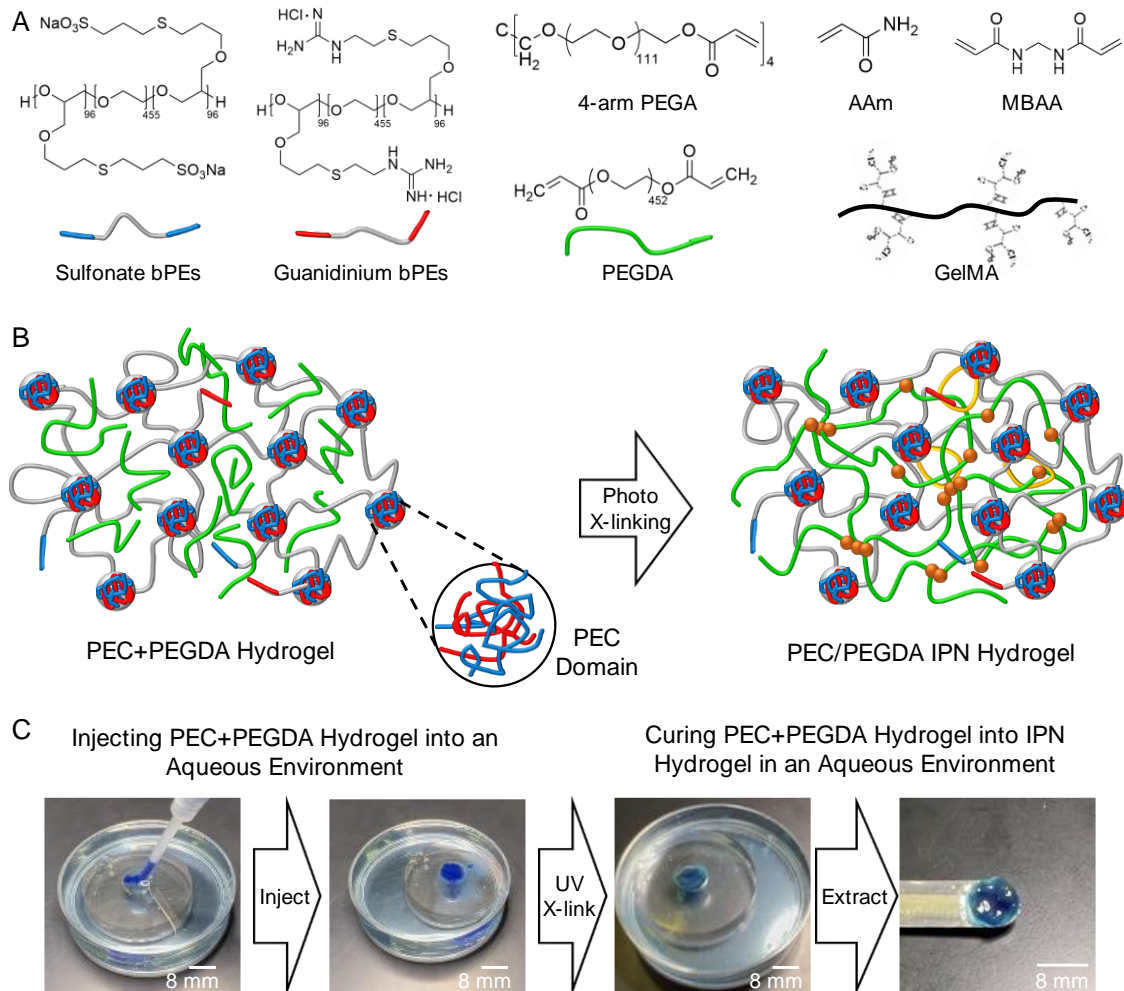 A
NaO₃S
S
O
H
O
O
O
H
96
455
96
O
S
SO₃Na
Sulfonate bPEs
HCl· N
H₂N
N
H
S
O
H
O
O
O
H
96
455
96
O
S
H
N
NH₂
NH· HCl
Guanidinium bPEs
C
C
H₂
O
O
111
O
O
4
4-arm PEGA
NH₂
O
AAm
O
N
H
N
H
O
MBAA
H₂C
O
O
O
452
O
O
CH₂
PEGDA
GelMA
B
PEC+PEGDA Hydrogel
PEC
Domain
Photo
X-linking
PEC/PEGDA IPN Hydrogel
C
Injecting PEC+PEGDA Hydrogel into an
Aqueous Environment
Curing PEC+PEGDA Hydrogel into IPN
Hydrogel in an Aqueous Environment
8 mm
Inject
8 mm
UV
X-link
8 mm
Extract
8 mm